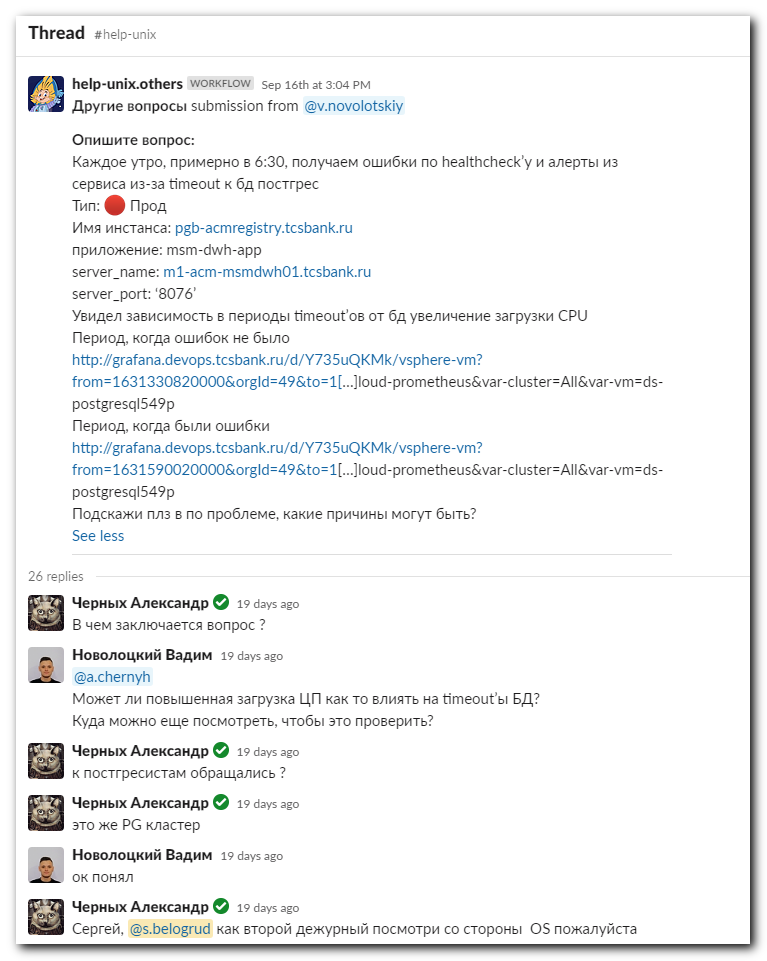 Thread #help-unix
help-unix.others WORKFLOW Sep 16th at 3:04 PM
Другие вопросы submission from @v.novolotskiy
Опишите вопрос:
Каждое утро, примерно в 6:30, получаем ошибки по healthcheck’у и алерты из
сервиса из-за timeout к бд постгрес
Тип: Прод
Имя инстанса: pgb-acmregistry.tcsbank.ru
приложение: msm-dwh-app
server_name: m1-acm-msmdwh01.tcsbank.ru
server_port: ‘8076’
Увидел зависимость в периоды timeout’ов от бд увеличение загрузки CPU
Период, когда ошибок не было
http://grafana.devops.tcsbank.ru/d/Y735uQKMk/vsphere-vm?
from=1631330820000&orgId=49&to=1[…]loud-prometheus&var-cluster=All&var-vm=ds-
postgresql549p
Период, когда были ошибки
http://grafana.devops.tcsbank.ru/d/Y735uQKMk/vsphere-vm?
from=1631590020000&orgId=49&to=1[…]loud-prometheus&var-cluster=All&var-vm=ds-
postgresql549p
Подскажи плз в по проблеме, какие причины могут быть?
See less
26 replies
Черных Александр 19 days ago
В чем заключается вопрос ?
Новолоцкий Вадим 19 days ago
@a.chernyh
Может ли повышенная загрузка ЦП как то влиять на timeout’ы БД?
Куда можно еще посмотреть, чтобы это проверить?
Черных Александр 19 days ago
к постгресистам обращались ?
Черных Александр 19 days ago
это же PG кластер
Новолоцкий Вадим 19 days ago
ок понял
Черных Александр 19 days ago
Сергей, @s.belogrud как второй дежурный посмотри со стороны OS пожалуйста